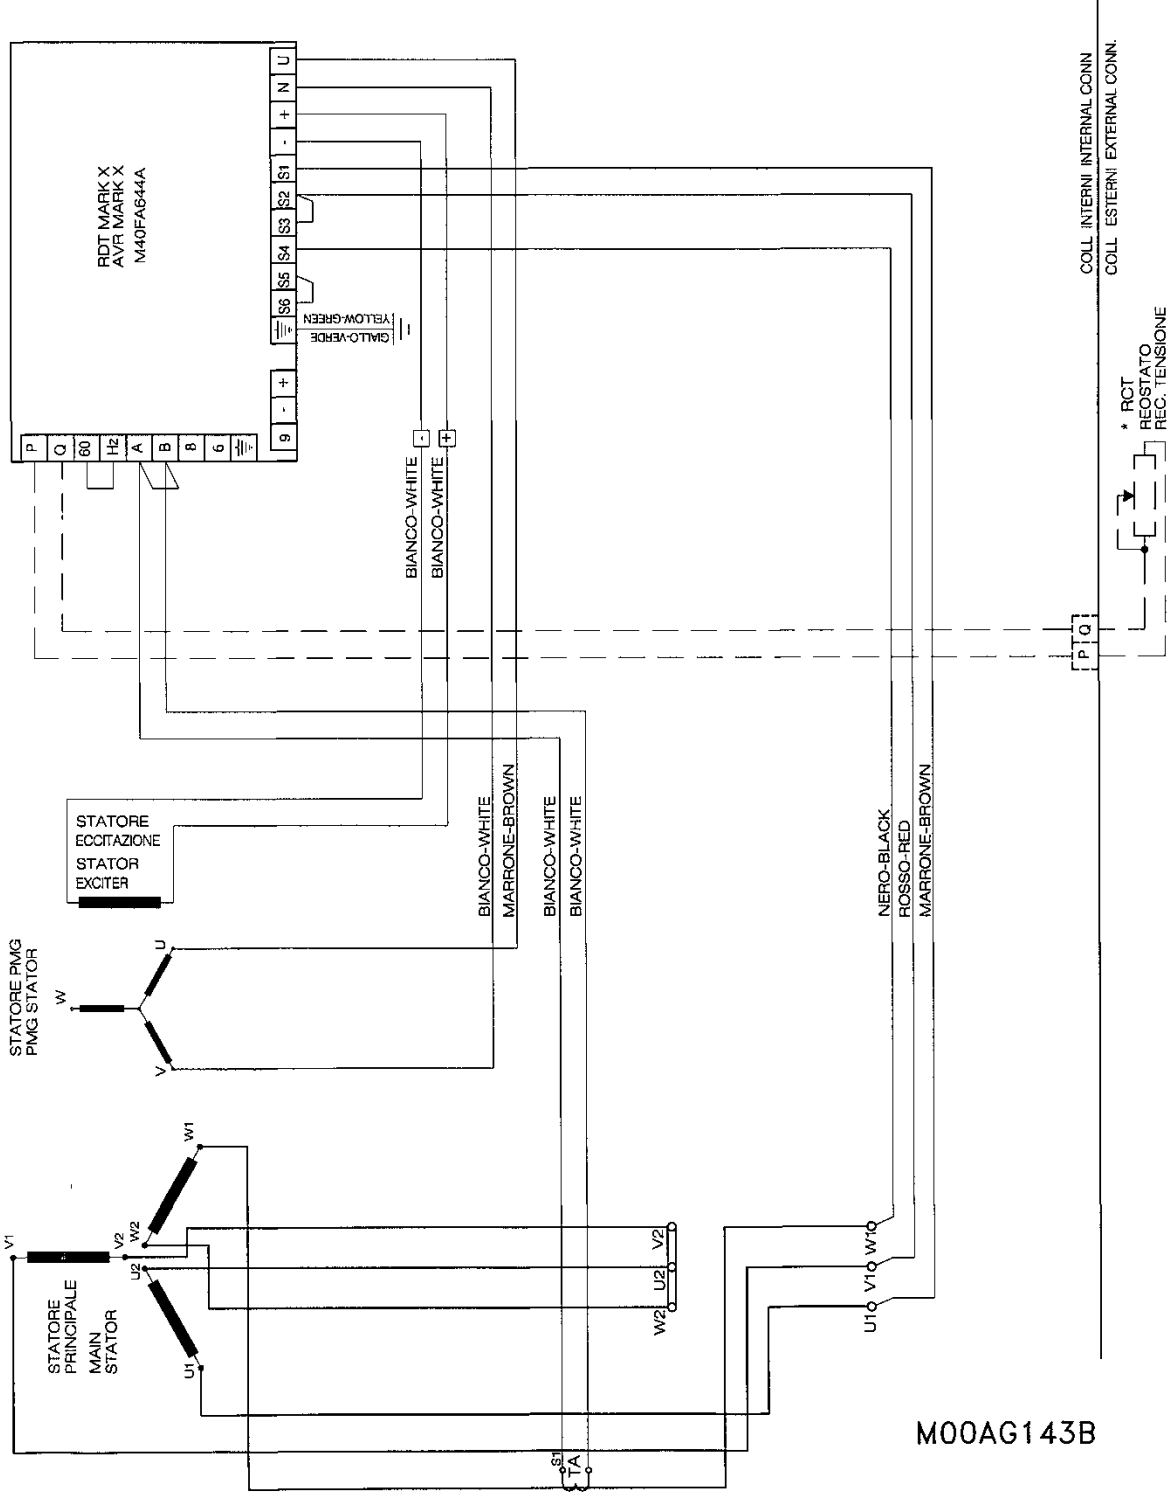 RDT MARK X
AVR MARK X
M40FA644A
U
N
+
-
S1
S2
S3
S4
S5
S6
+
-
9
P
Q
60
H2
A
B
8
6
GIALLO-VERDE
YELLOW-GREEN
-
+
BIANCO-WHITE
BIANCO-WHITE
COLL INTERNI INTERNAL CONN
COLL ESTERNI EXTERNAL CONN.
* RCT
REOSTATO
REC. TENSIONE
Q
P
STATORE
ECCITAZIONE
STATOR
EXCITER
BIANCO-WHITE
MARRONE-BROWN
BIANCO-WHITE
BIANCO-WHITE
NERO-BLACK
ROSSO-RED
MARRONE-BROWN
STATORE PMG
PMG STATOR
W
U
V
STATORE
PRINCIPALE
MAIN
STATOR
V1
V2
W2
W1
U2
U1
V2
U2
W2
W1
V1
U1
S1
TA
M00AG143B